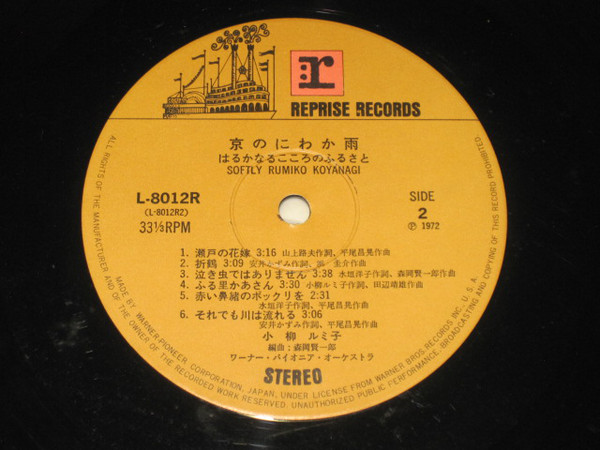 r
REPRISE RECORDS
京のにわか雨
はるかなるこころのふるさと
SOFTLY RUMIKO KOYANAGI
L-8012R
(L-8012R2)
33⅓RPM
SIDE
2
Ⓟ 1972
1. 瀬戸の花嫁 3:16 山上路夫作詞、平尾昌晃作曲
2. 折鶴 3:09 安井かずみ作詞、浜 圭介作曲
3. 泣き虫ではありません 3:38 水垣洋子作詞、森岡賢一郎作曲
4. ふる里かあさん 3:30 小柳ルミ子作詞、田辺靖雄作曲
5. 赤い鼻緒のポックリを 2:31
水垣洋子作詞、平尾昌晃作曲
6. それでも川は流れる 3:06
安井かずみ作詞、平尾昌晃作曲
小柳 ルミ子
編曲：森岡賢一郎
ワーナー・パイオニア・オーケストラ
STEREO
MADE BY WARNER-PIONEER CORPORATION, JAPAN, UNDER LICENSE FROM WARNER BROS. RECORDS INC. U.S.A.
ALL RIGHTS OF THE MANUFACTURER AND OF THE OWNER OF THE RECORDED WORK RESERVED. UNAUTHORIZED PUBLIC PERFORMANCE, BROADCASTING AND COPYING OF THIS RECORD PROHIBITED.